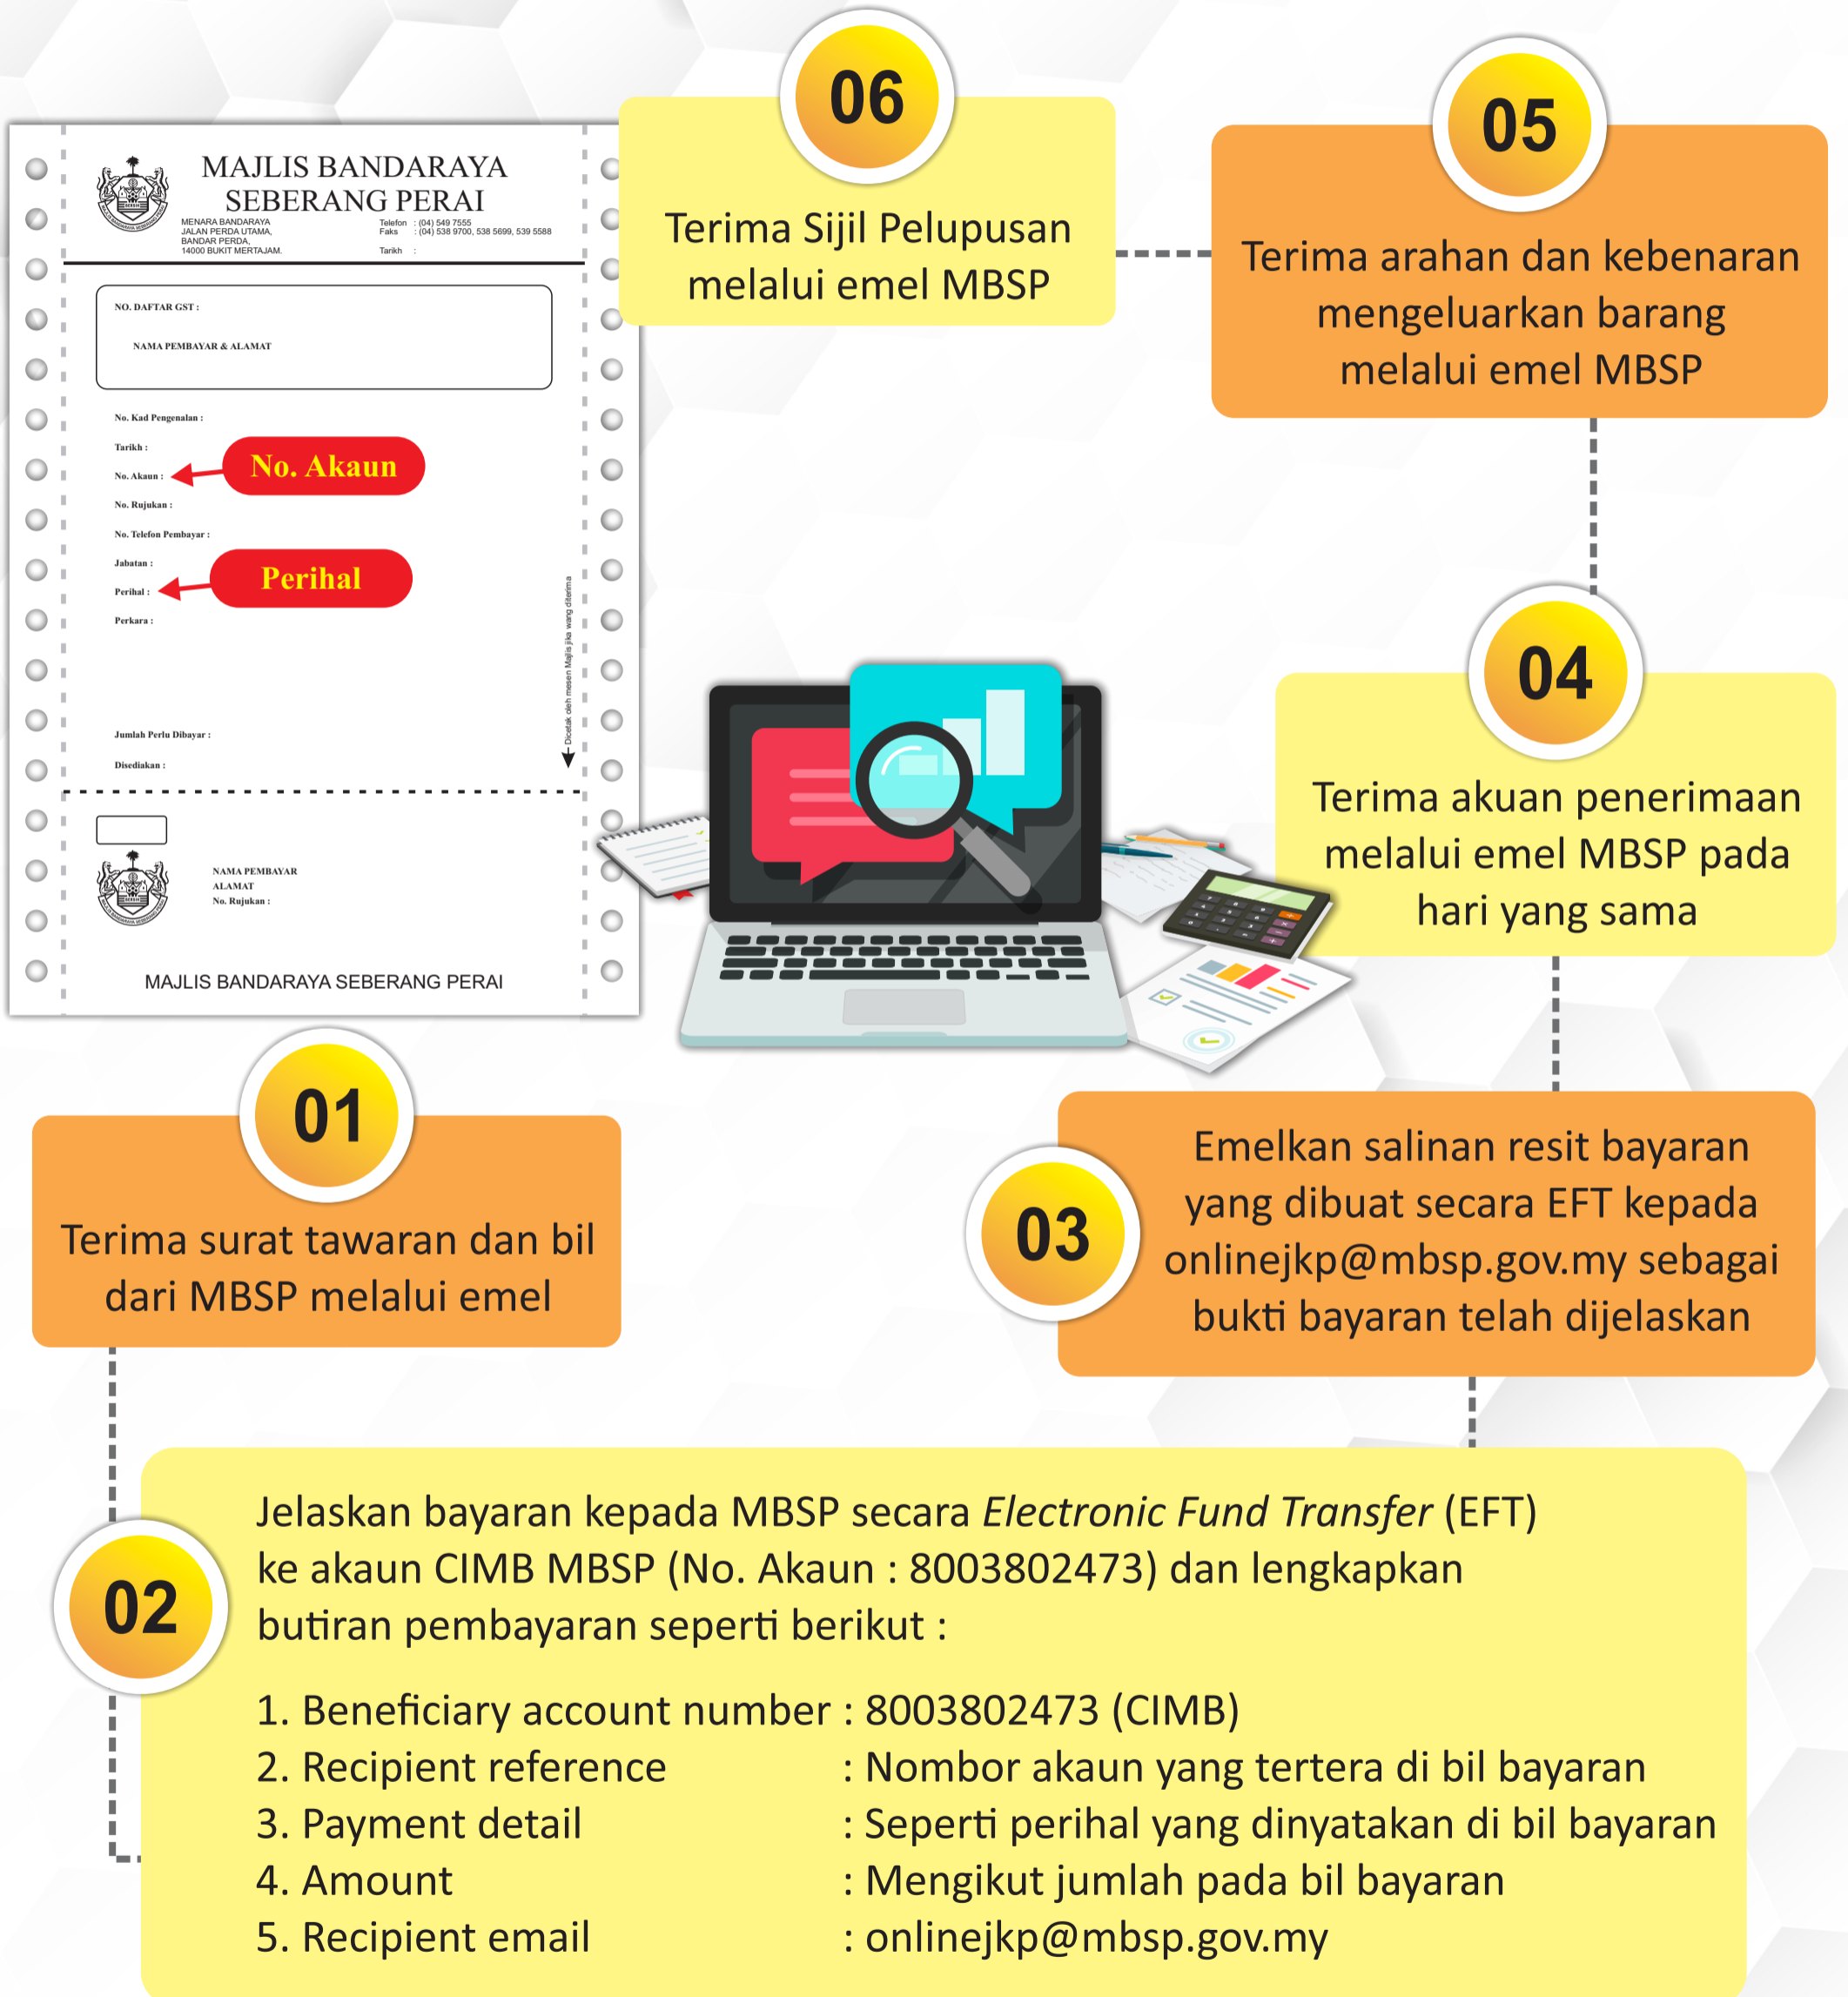 MAJLIS BANDARAYA
SEBERANG PERAI
MENARA BANDARAYA
JALAN PERDA UTAMA,
BANDAR PERDA,
14000 BUKIT MERTAJAM.
Telefon : (04) 549 7555
Faks : (04) 538 9700, 538 5699, 539 5588
Tarikh :
NO. DAFTAR GST :
NAMA PEMBAYAR & ALAMAT
No. Kad Pengenalan :
Tarikh :
No. Akaun :
No. Akaun
No. Rujukan :
No. Telefon Pembayar :
Jabatan :
Perihal :
Perihal
Perkara :
Dicetak oleh mesen Majlis jika wang diterima
Jumlah Perlu Dibayar :
Disediakan :
NAMA PEMBAYAR
ALAMAT
No. Rujukan :
MAJLIS BANDARAYA SEBERANG PERAI
01
Terima surat tawaran dan bil
dari MBSP melalui emel
02
Jelaskan bayaran kepada MBSP secara Electronic Fund Transfer (EFT)
ke akaun CIMB MBSP (No. Akaun : 8003802473) dan lengkapkan
butiran pembayaran seperti berikut :
1. Beneficiary account number : 8003802473 (CIMB)
2. Recipient reference : Nombor akaun yang tertera di bil bayaran
3. Payment detail : Seperti perihal yang dinyatakan di bil bayaran
4. Amount : Mengikut jumlah pada bil bayaran
5. Recipient email : onlinejkp@mbsp.gov.my
03
Emelkan salinan resit bayaran
yang dibuat secara EFT kepada
onlinejkp@mbsp.gov.my sebagai
bukti bayaran telah dijelaskan
04
Terima akuan penerimaan
melalui emel MBSP pada
hari yang sama
05
Terima arahan dan kebenaran
mengeluarkan barang
melalui emel MBSP
06
Terima Sijil Pelupusan
melalui emel MBSP